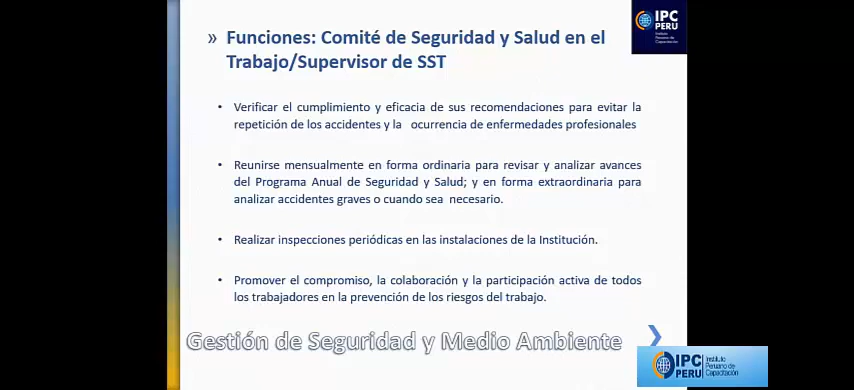 » Funciones: Comité de Seguridad y Salud en el
Trabajo/Supervisor de SST
IPC
PERU
Instituto
Peruano de
Capacitación
• Verificar el cumplimiento y eficacia de sus recomendaciones para evitar la
repetición de los accidentes y la ocurrencia de enfermedades profesionales
• Reunirse mensualmente en forma ordinaria para revisar y analizar avances
del Programa Anual de Seguridad y Salud; y en forma extraordinaria para
analizar accidentes graves o cuando sea necesario.
• Realizar inspecciones periódicas en las instalaciones de la Institución.
• Promover el compromiso, la colaboración y la participación activa de todos
los trabajadores en la prevención de los riesgos del trabajo.
Gestión de Seguridad y Medio Ambiente
IPC
PERU
Instituto
Peruano de
Capacitación